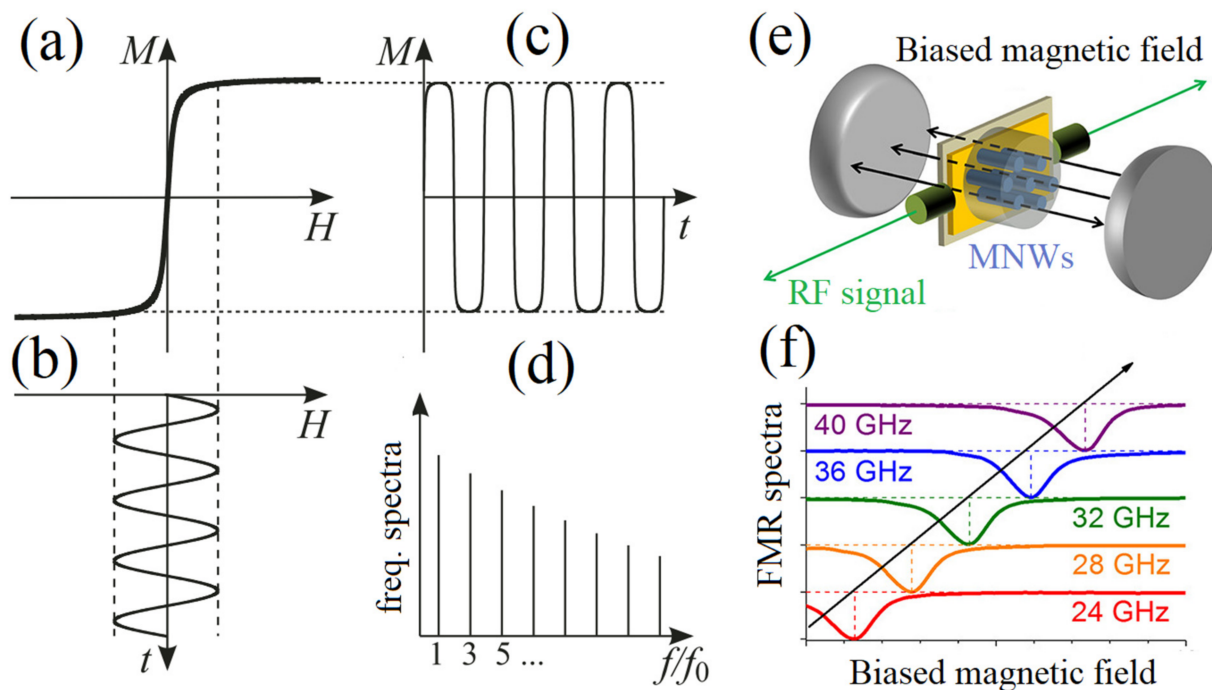 (a)
M
H
(b)
H
t
(c)
M
t
(d)
freq. spectra
1 3 5 ...
f/f₀
(e)
Biased magnetic field
MNWs
RF signal
(f)
FMR spectra
40 GHz
36 GHz
32 GHz
28 GHz
24 GHz
Biased magnetic field